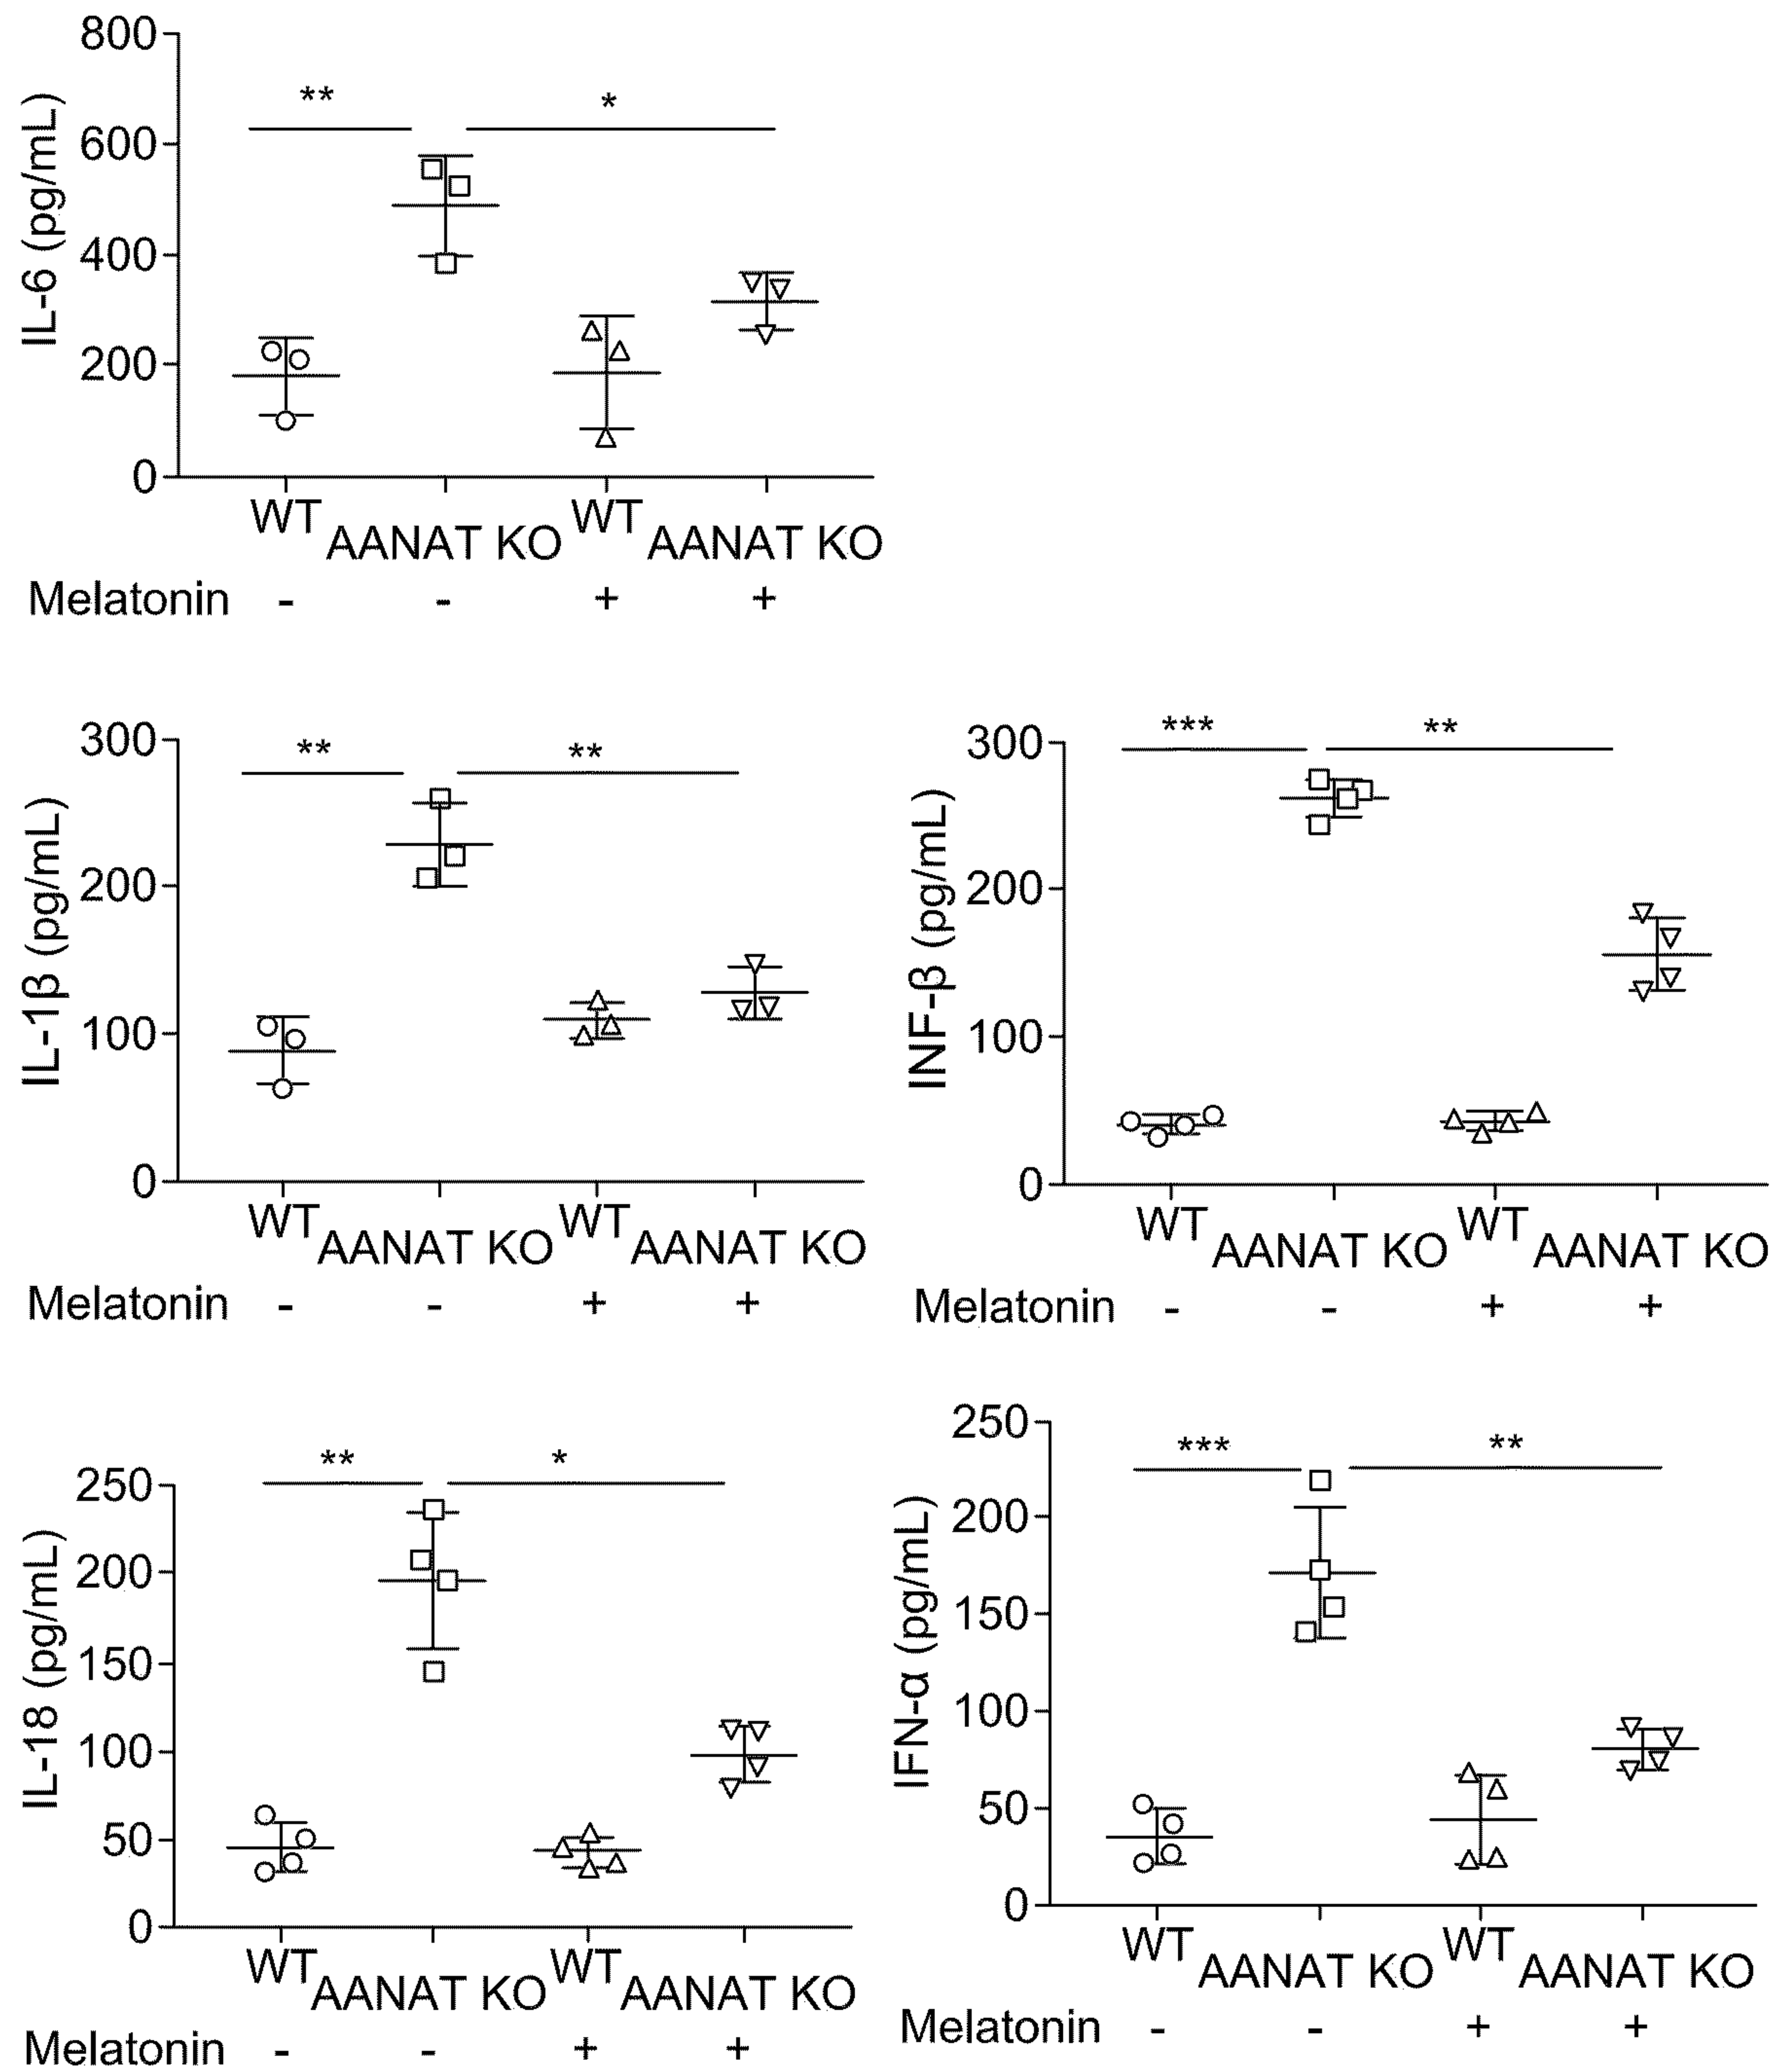 IL-6 (pg/mL)
800
600
400
200
0
** *
WT AANAT KO WT AANAT KO
Melatonin - - + +
IL-1β (pg/mL)
300
200
100
0
** **
WT AANAT KO WT AANAT KO
Melatonin - - + +
INF-β (pg/mL)
300
200
100
0
*** **
WT AANAT KO WT AANAT KO
Melatonin - - + +
IL-18 (pg/mL)
250
200
150
100
50
0
** *
WT AANAT KO WT AANAT KO
Melatonin - - + +
IFN-α (pg/mL)
250
200
150
100
50
0
*** **
WT AANAT KO WT AANAT KO
Melatonin - - + +